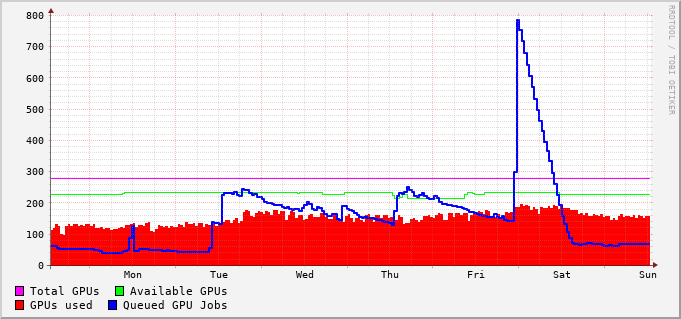 800
700
600
500
400
300
200
100
0
Mon Tue Wed Thu Fri Sat Sun
Total GPUs Available GPUs
GPUs used Queued GPU Jobs
RRDTOOL / TOBI OETIKER